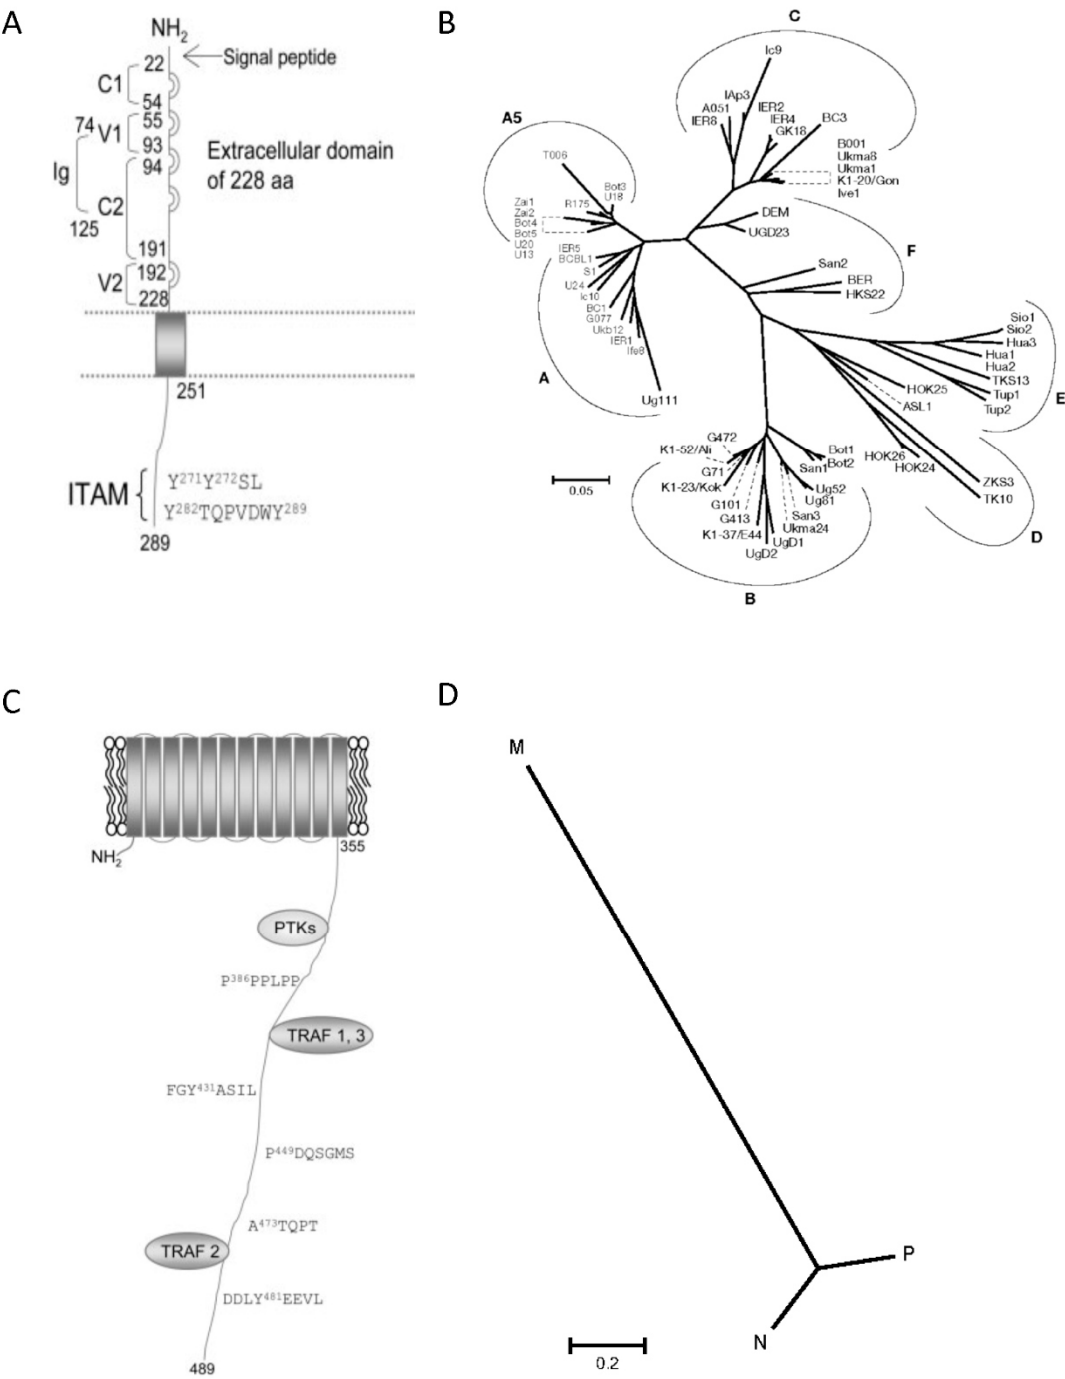 A
NH2
Signal peptide
22
C1
54
55
74
V1
93
94
Ig
Extracellular domain
of 228 aa
C2
125
191
192
V2
228
251
ITAM
Y271Y272SL
Y282TQPVDWY289
289
B
C
Ic9
IAp3
A051
IER8
IER2
IER4
GK18
BC3
B001
Ukma8
Ukma1
K1-20/Gon
Ive1
A5
T006
Bot3
U18
R175
Zai1
Zai2
Bot4
Bot5
U20
U13
DEM
UGD23
F
San2
BER
HKS22
IER5
BCBL1
S1
U24
Ic10
BC1
G077
Ukb12
IER1
Ife8
A
Ug111
Sio1
Sio2
Hua3
Hua1
Hua2
TKS13
Tup1
Tup2
E
HOK25
ASL1
HOK26
HOK24
ZKS3
TK10
D
0.05
G472
K1-52/Ali
G71
K1-23/Kok
G101
G413
K1-37/E44
UgD2
UgD1
Bot1
Bot2
San1
Ug52
Ug81
San3
Ukma24
B
C
NH2
355
PTKs
P386PPLPP
TRAF 1, 3
FGY431ASIL
P449DQSGMS
A473TQPT
TRAF 2
DDLY481EEVL
489
D
M
P
N
0.2